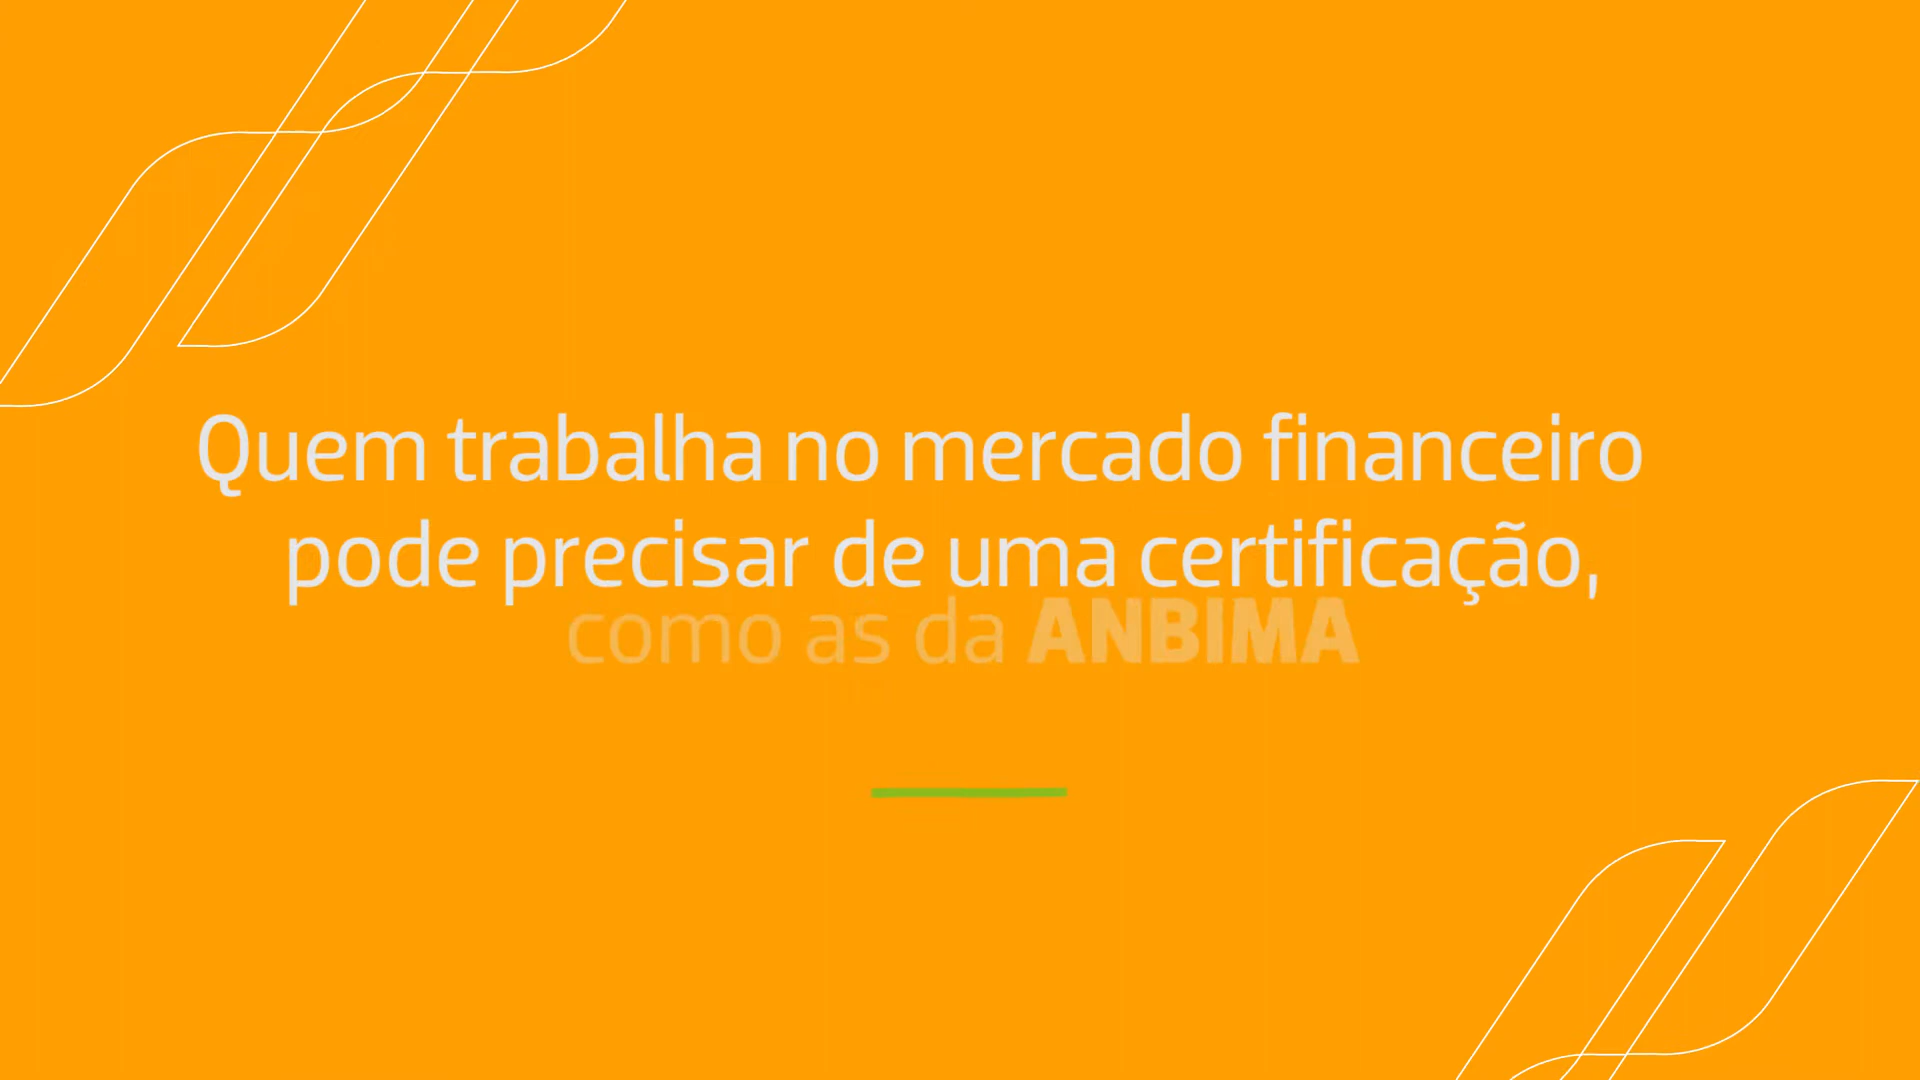 Quem trabalha no mercado financeiro
pode precisar de uma certificação,
como as da ANBIMA